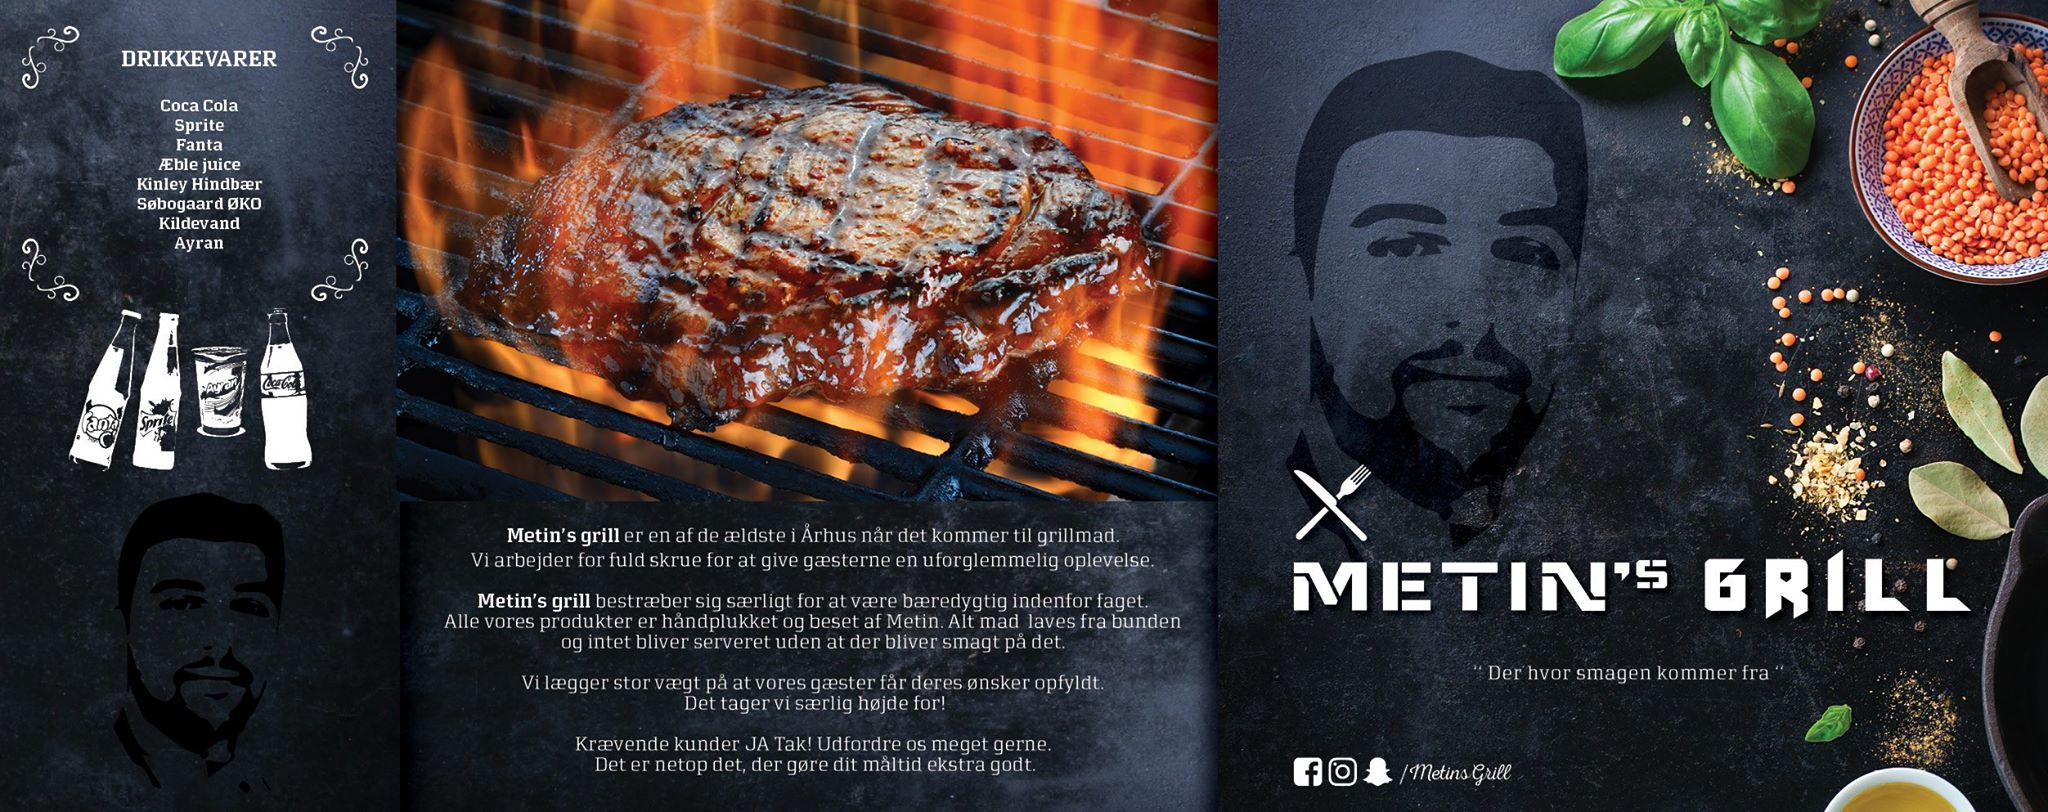 DRIKKEVARER
Coca Cola
Sprite
Fanta
Æble juice
Kinley Hindbær
Søbogaard ØKO
Kildevand
Ayran
Fanta
Sprite
AYRAN
Coca-Cola
Metin's grill er en af de ældste i Århus når det kommer til grillmad.
Vi arbejder for fuld skrue for at give gæsterne en uforglemmelig oplevelse.
Metin's grill bestræber sig særligt for at være bæredygtig indenfor faget.
Alle vores produkter er håndplukket og beset af Metin. Alt mad laves fra bunden
og intet bliver serveret uden at der bliver smagt på det.
Vi lægger stor vægt på at vores gæster får deres ønsker opfyldt.
Det tager vi særlig højde for!
Krævende kunder JA Tak! Udfordre os meget gerne.
Det er netop det, der gøre dit måltid ekstra godt.
METIN'S GRILL
“ Der hvor smagen kommer fra “
/Metins Grill